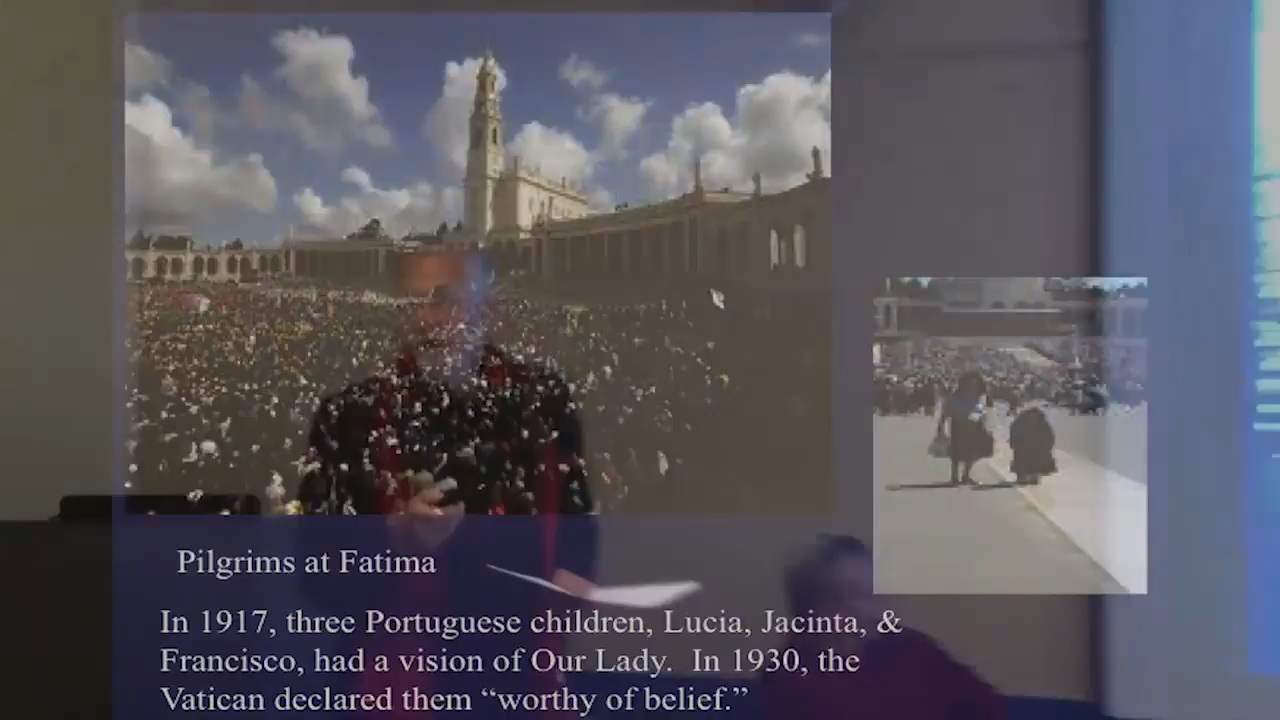 Pilgrims at Fatima
In 1917, three Portuguese children, Lucia, Jacinta, &
Francisco, had a vision of Our Lady.  In 1930, the
Vatican declared them “worthy of belief.”